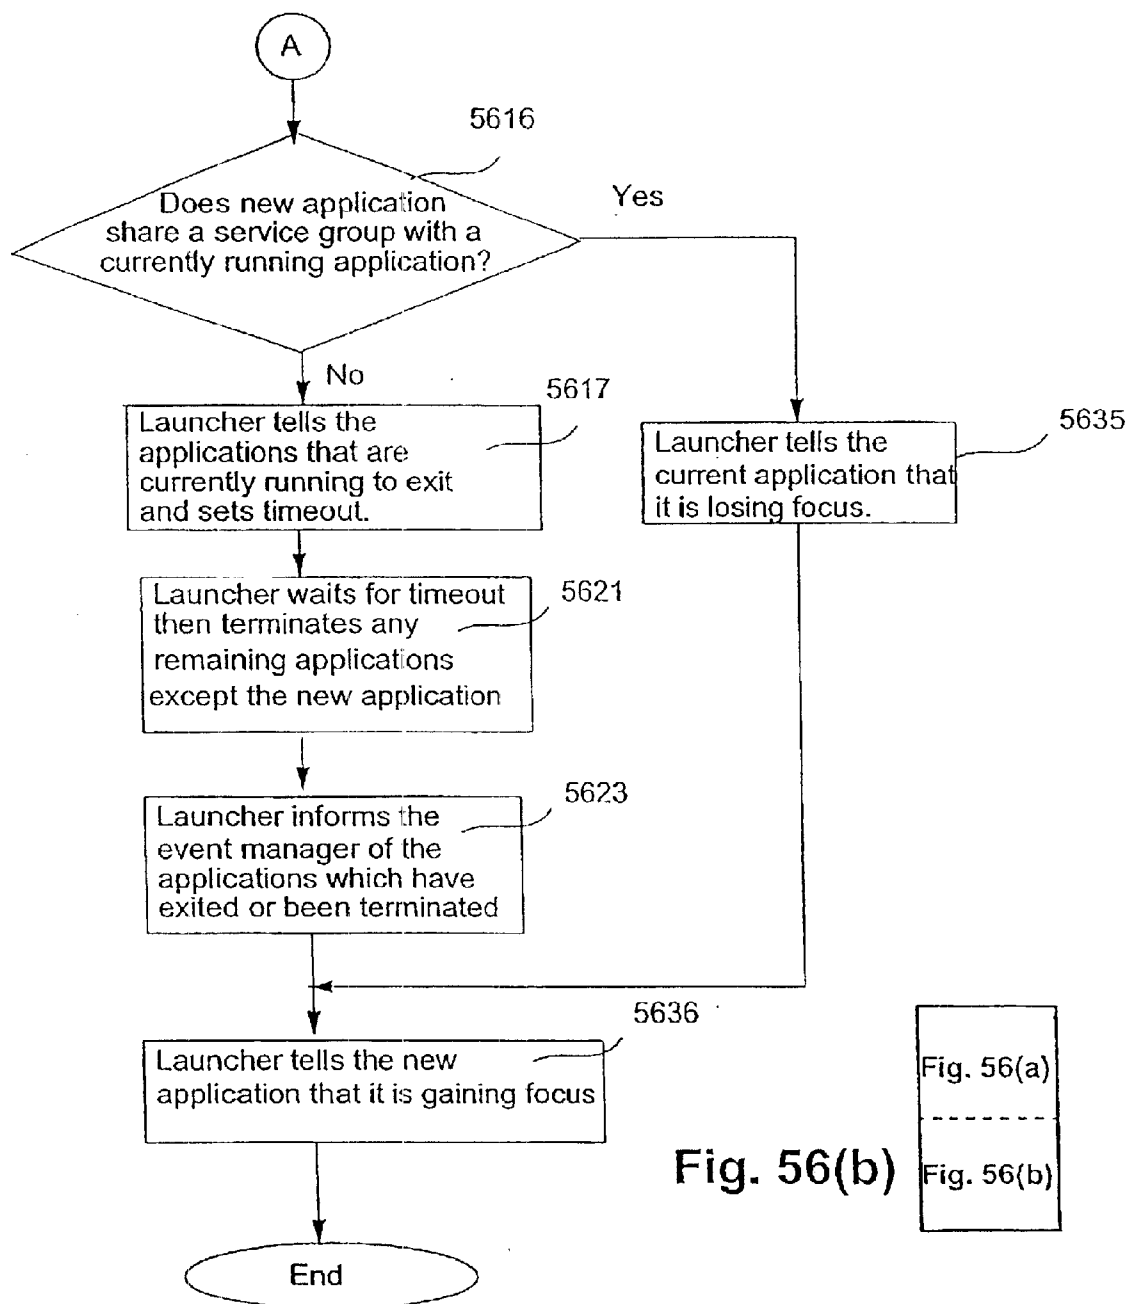 A
5616
Does new application
share a service group with a
currently running application?
Yes
No
5617
Launcher tells the
applications that are
currently running to exit
and sets timeout.
5635
Launcher tells the
current application that
it is losing focus.
5621
Launcher waits for timeout
then terminates any
remaining applications
except the new application
5623
Launcher informs the
event manager of the
applications which have
exited or been terminated
5636
Launcher tells the new
application that it is gaining focus
End
Fig. 56(b)
Fig. 56(a)
Fig. 56(b)